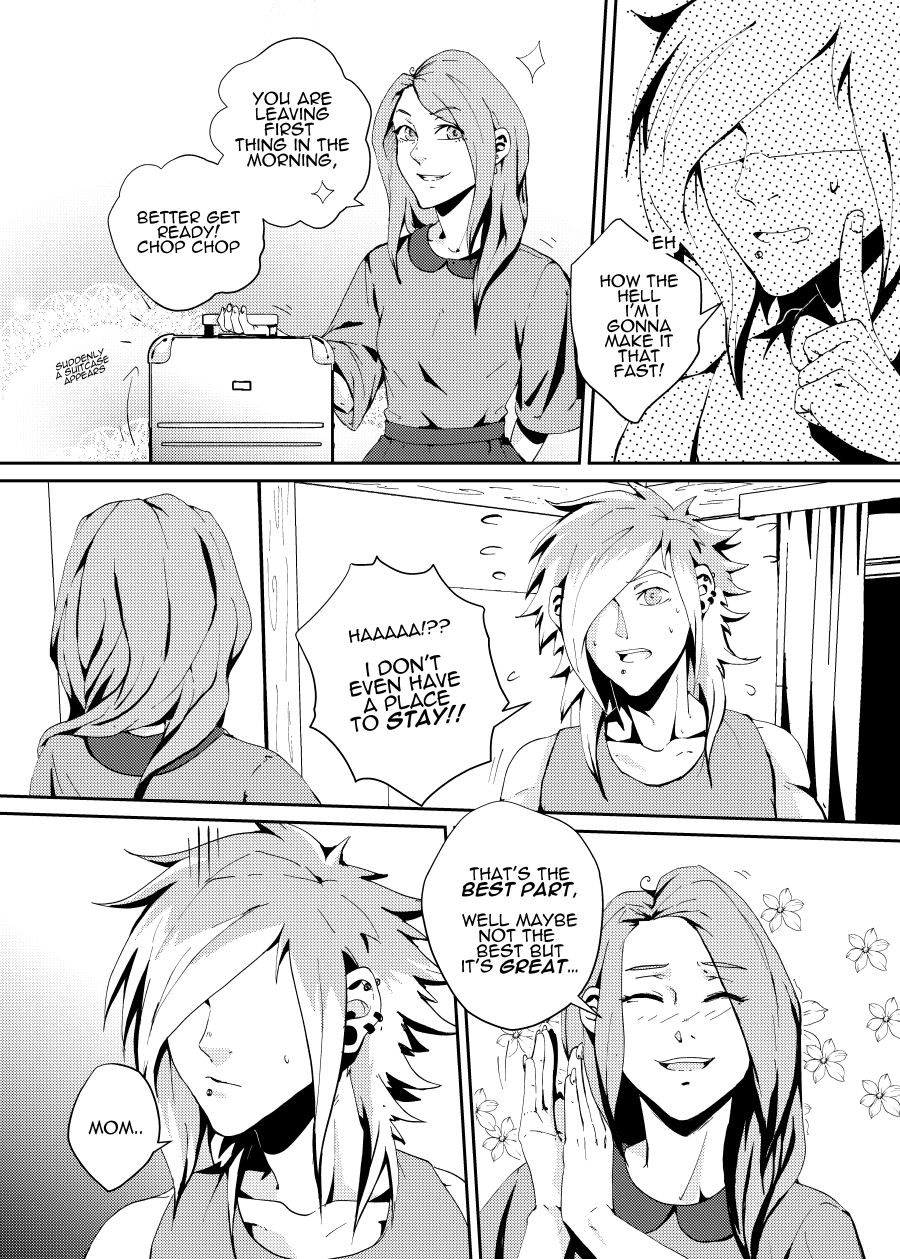 YOU ARE
LEAVING
FIRST
THING IN THE
MORNING,
BETTER GET
READY!
CHOP CHOP
SUDDENLY
A SUITCASE
APPEARS
EH
HOW THE
HELL
I'M I
GONNA
MAKE IT
THAT
FAST!
HAAAAA!??
I DON'T
EVEN HAVE
A PLACE
TO STAY!!
THAT'S THE
BEST PART,
WELL MAYBE
NOT THE
BEST BUT
IT'S GREAT...
MOM..